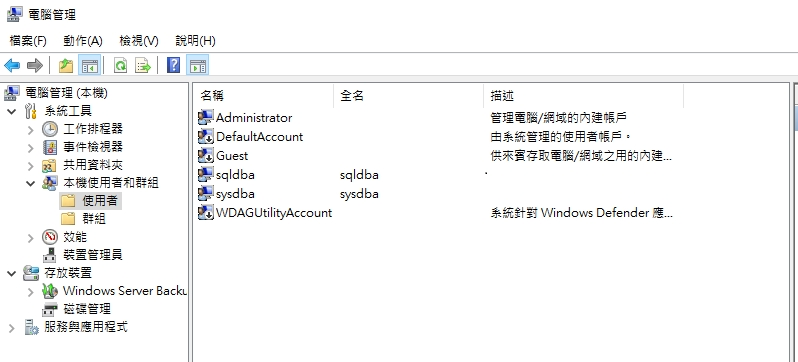 電腦管理
檔案(F) 動作(A) 檢視(V) 說明(H)
電腦管理 (本機)
系統工具
工作排程器
事件檢視器
共用資料夾
本機使用者和群組
使用者
群組
效能
裝置管理員
存放裝置
Windows Server Backu
磁碟管理
服務與應用程式
名稱 全名 描述
Administrator 管理電腦/網域的內建帳戶
DefaultAccount 由系統管理的使用者帳戶。
Guest 供來賓存取電腦/網域之用的內建...
sqldba sqldba .
sysdba sysdba
WDAGUtilityAccount 系統針對 Windows Defender 應...